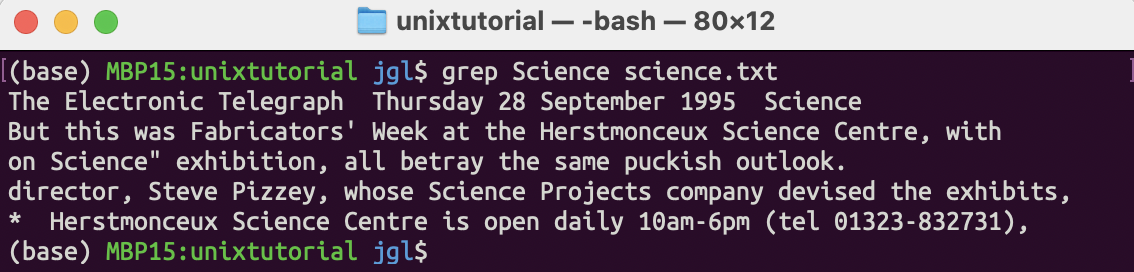 unixtutorial — -bash — 80×12
(base) MBP15:unixtutorial jgl$ grep Science science.txt
The Electronic Telegraph  Thursday 28 September 1995  Science
But this was Fabricators' Week at the Herstmonceux Science Centre, with
on Science" exhibition, all betray the same puckish outlook.
director, Steve Pizzey, whose Science Projects company devised the exhibits,
*  Herstmonceux Science Centre is open daily 10am-6pm (tel 01323-832731),
(base) MBP15:unixtutorial jgl$